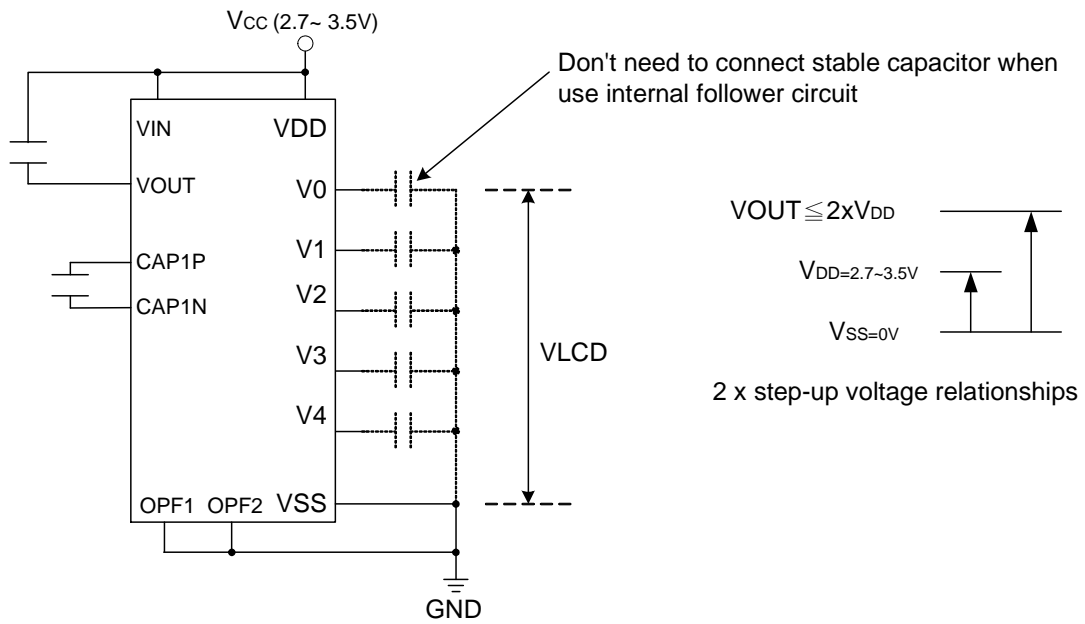 VCC (2.7~ 3.5V)
Don't need to connect stable capacitor when
use internal follower circuit
VIN
VDD
VOUT
V0
V1
CAP1P
CAP1N
V2
V3
V4
OPF1 OPF2 VSS
GND
VLCD
VOUT≦2xVDD
VDD=2.7~3.5V
VSS=0V
2 x step-up voltage relationships